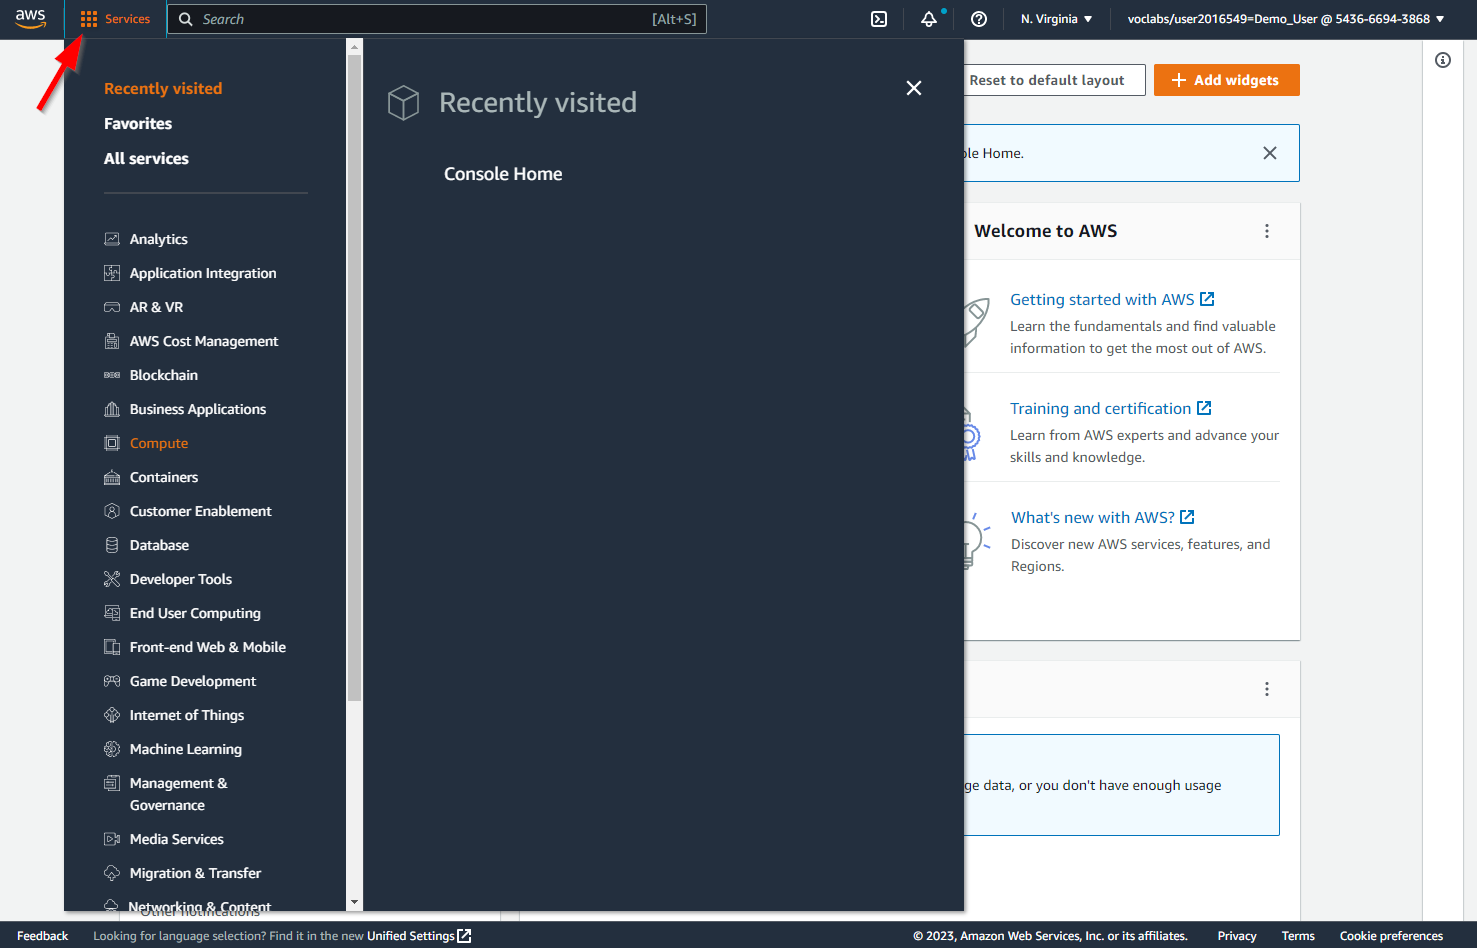 aws
Services
Search
[Alt+S]
N. Virginia
voclabs/user2016549=Demo_User @ 5436-6694-3868
Recently visited
Favorites
All services
Analytics
Application Integration
AR & VR
AWS Cost Management
Blockchain
Business Applications
Compute
Containers
Customer Enablement
Database
Developer Tools
End User Computing
Front-end Web & Mobile
Game Development
Internet of Things
Machine Learning
Management &
Governance
Media Services
Migration & Transfer
Networking & Content
Other notifications
Recently visited
Console Home
Reset to default layout
Add widgets
ole Home.
Welcome to AWS
Getting started with AWS
Learn the fundamentals and find valuable
information to get the most out of AWS.
Training and certification
Learn from AWS experts and advance your
skills and knowledge.
What's new with AWS?
Discover new AWS services, features, and
Regions.
ge data, or you don't have enough usage
Feedback
Looking for language selection? Find it in the new Unified Settings
© 2023, Amazon Web Services, Inc. or its affiliates.
Privacy
Terms
Cookie preferences